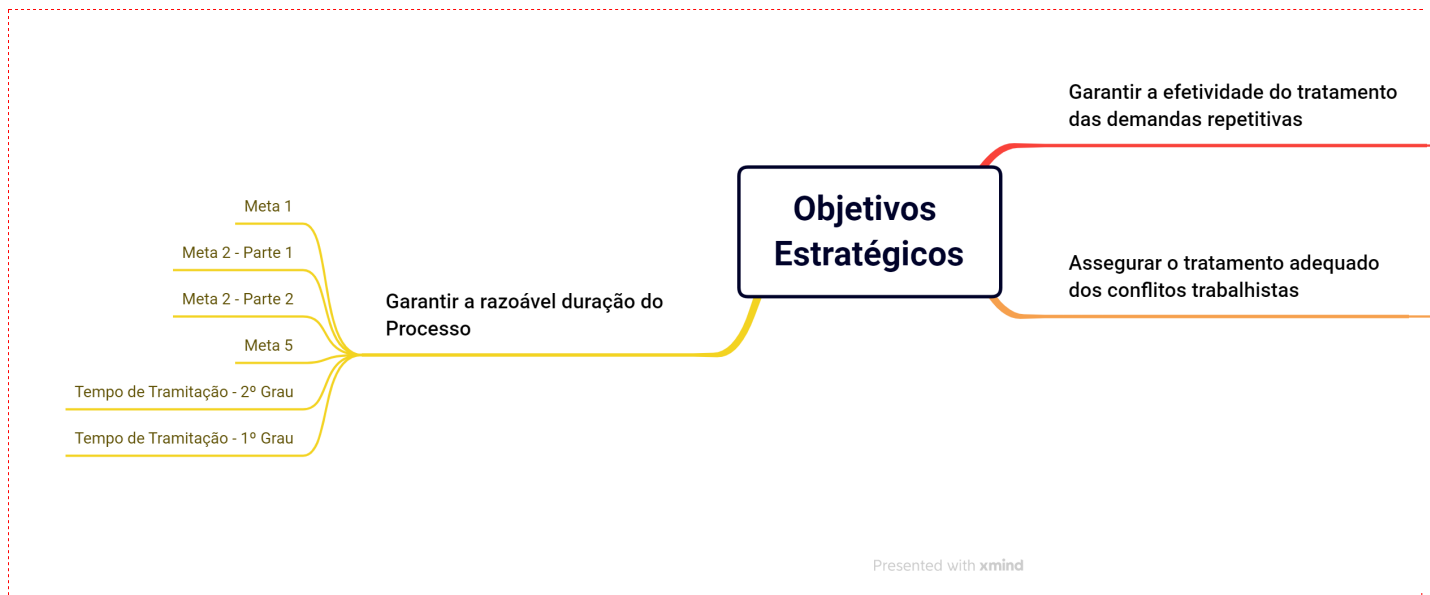 Garantir a efetividade do tratamento
das demandas repetitivas
Objetivos
Estratégicos
Assegurar o tratamento adequado
dos conflitos trabalhistas
Garantir a razoável duração do
Processo
Meta 1
Meta 2 - Parte 1
Meta 2 - Parte 2
Meta 5
Tempo de Tramitação - 2º Grau
Tempo de Tramitação - 1º Grau
Presented with xmind